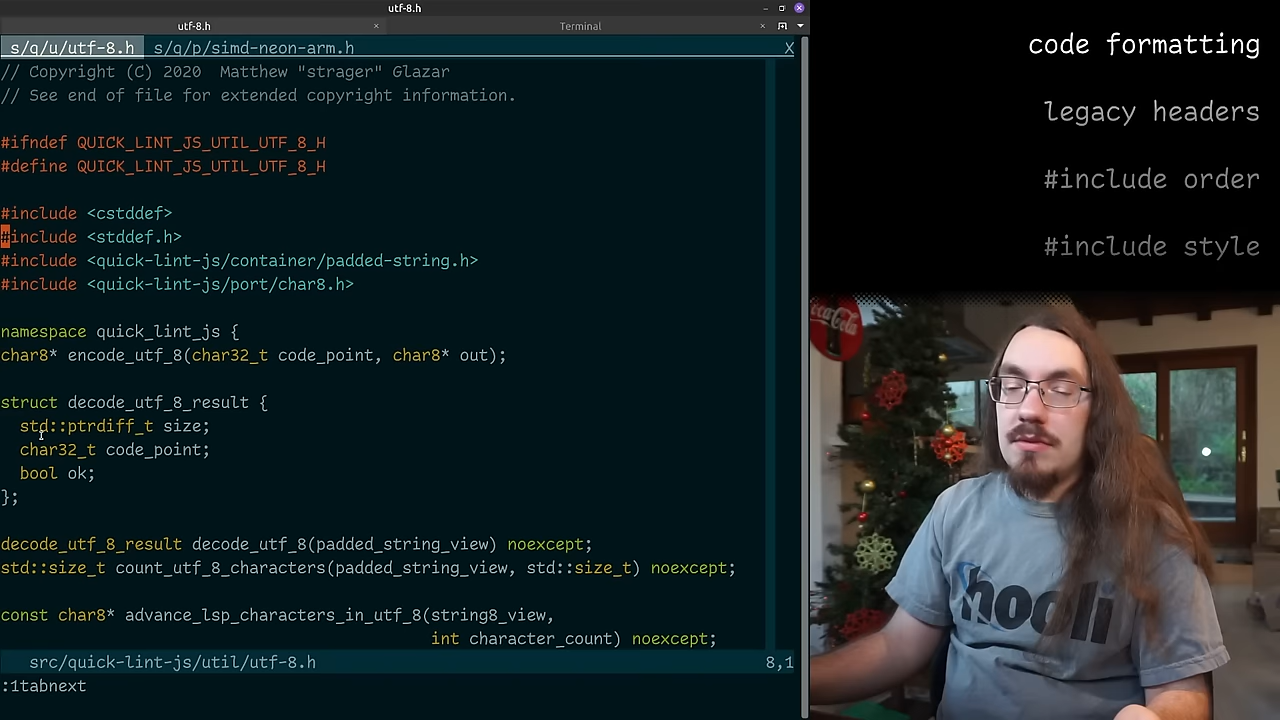 utf-8.h
utf-8.h
Terminal
s/q/u/utf-8.h s/q/p/simd-neon-arm.h X
// Copyright (C) 2020  Matthew "strager" Glazar
// See end of file for extended copyright information.
#ifndef QUICK_LINT_JS_UTIL_UTF_8_H
#define QUICK_LINT_JS_UTIL_UTF_8_H
#include <cstddef>
#include <stddef.h>
#include <quick-lint-js/container/padded-string.h>
#include <quick-lint-js/port/char8.h>
namespace quick_lint_js {
char8* encode_utf_8(char32_t code_point, char8* out);
struct decode_utf_8_result {
  std::ptrdiff_t size;
  char32_t code_point;
  bool ok;
};
decode_utf_8_result decode_utf_8(padded_string_view) noexcept;
std::size_t count_utf_8_characters(padded_string_view, std::size_t) noexcept;
const char8* advance_lsp_characters_in_utf_8(string8_view,
                                             int character_count) noexcept;
src/quick-lint-js/util/utf-8.h 8,1
:1tabnext
code formatting
legacy headers
#include order
#include style
Coca-Cola
hooli